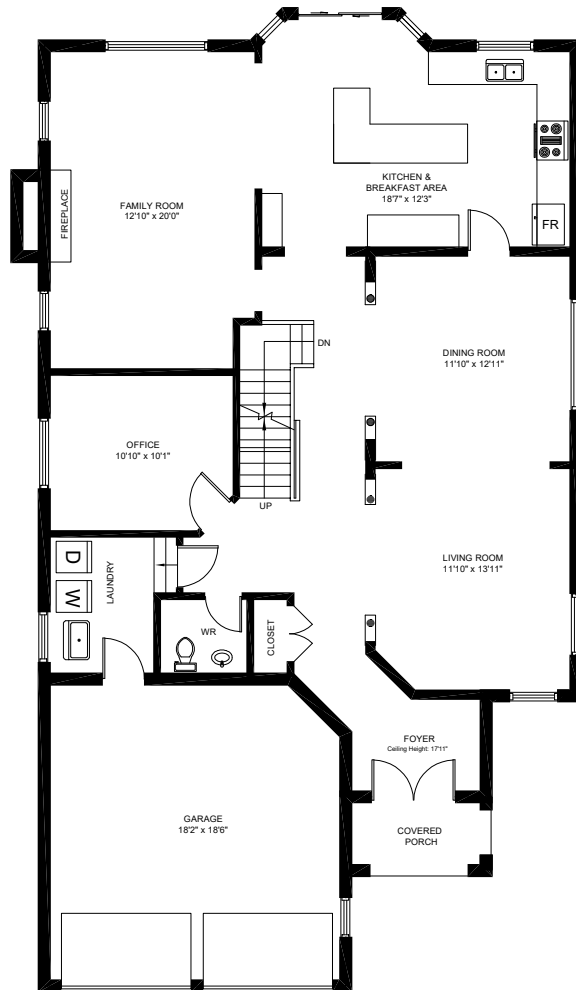 KITCHEN &
BREAKFAST AREA
18'7" x 12'3"
FAMILY ROOM
12'10" x 20'0"
FIREPLACE
FR
DN
DINING ROOM
11'10" x 12'11"
OFFICE
10'10" x 10'1"
UP
D
W
LAUNDRY
LIVING ROOM
11'10" x 13'11"
WR
CLOSET
FOYER
Ceiling Height: 17'11"
GARAGE
18'2" x 18'6"
COVERED
PORCH